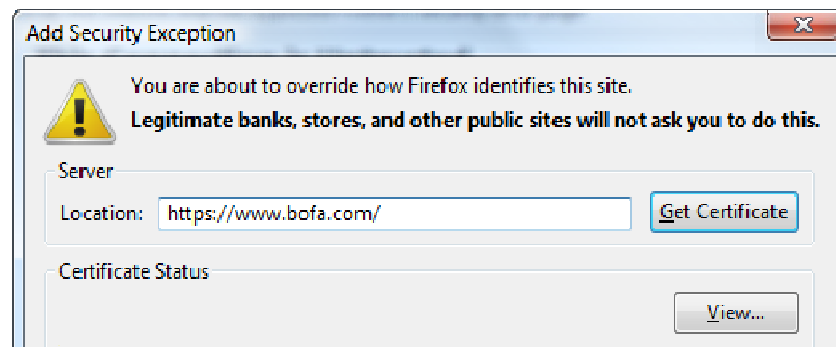 Add Security Exception
You are about to override how Firefox identifies this site.
Legitimate banks, stores, and other public sites will not ask you to do this.
Server
Location: https://www.bofa.com/ Get Certificate
Certificate Status
View...